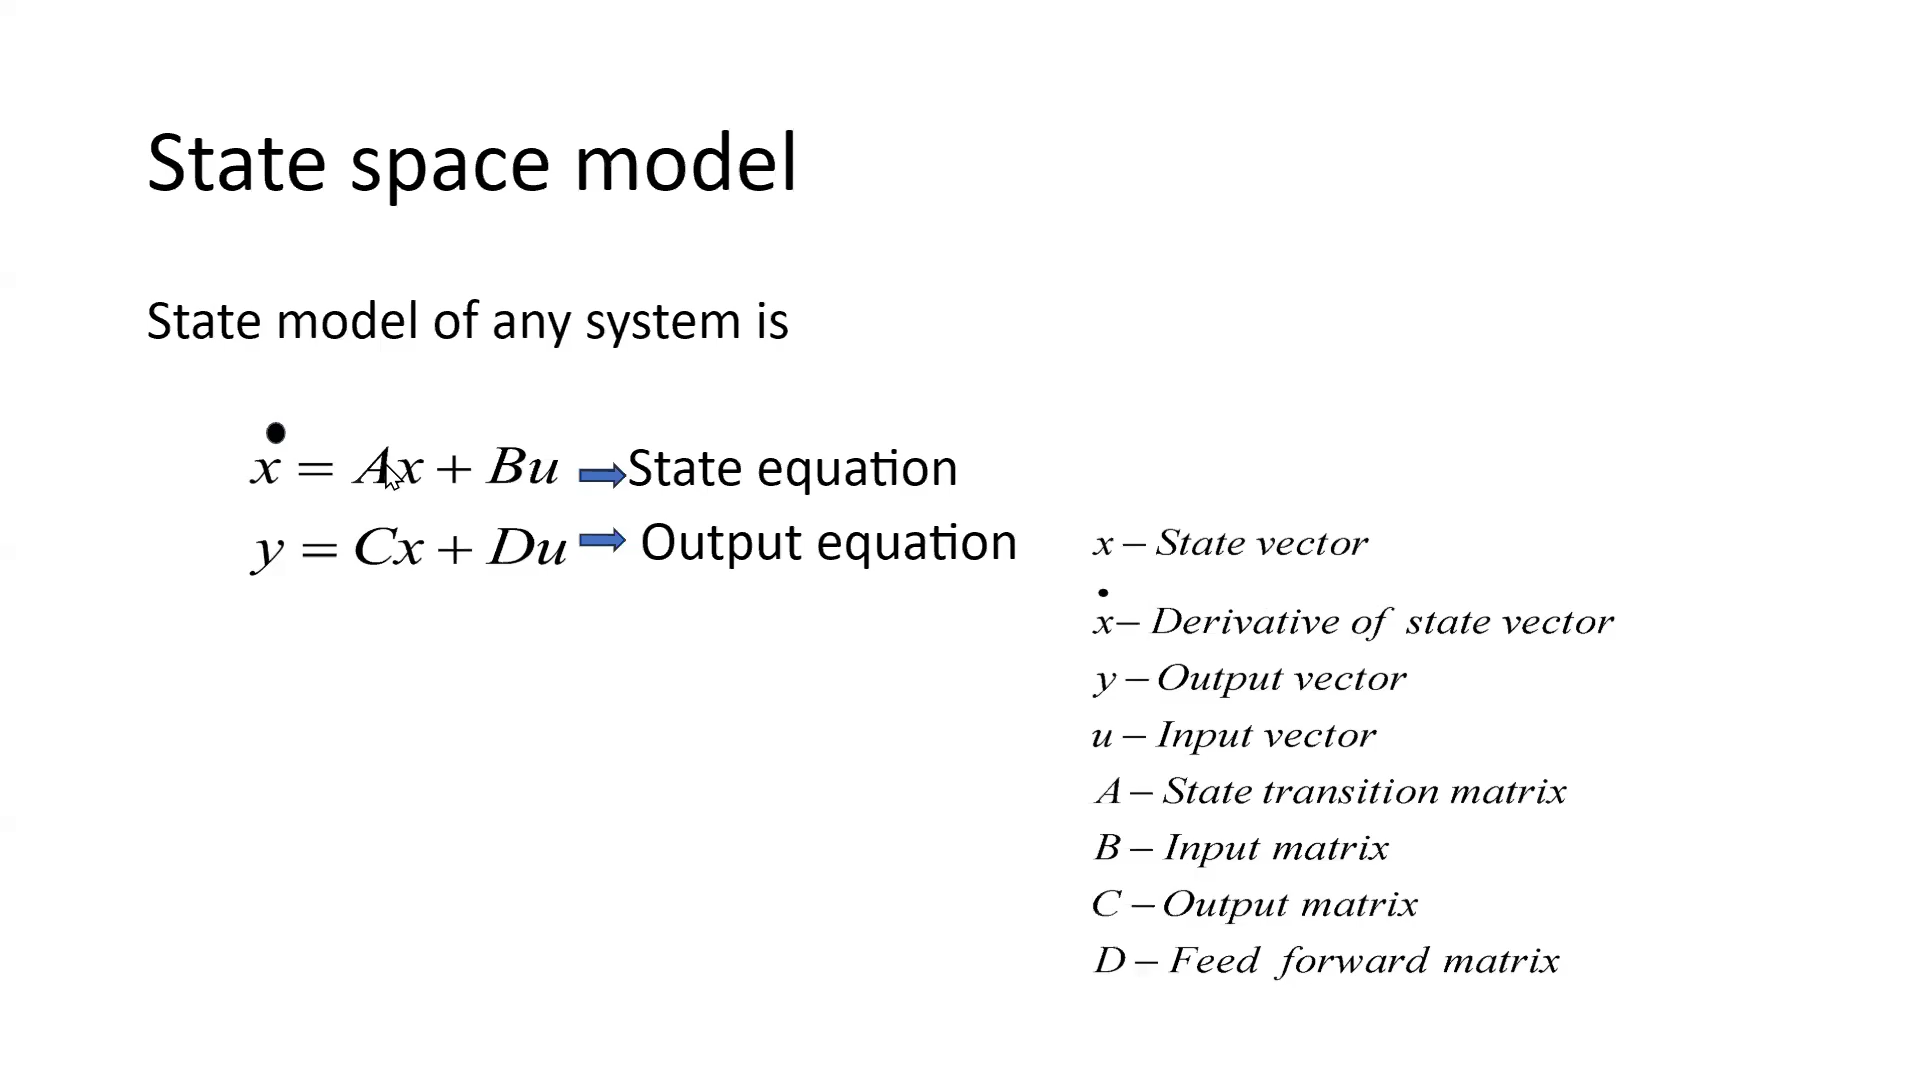 State space model
State model of any system is
ẋ = Ax + Bu ➡ State equation
y = Cx + Du ➡ Output equation
x – State vector
ẋ – Derivative of state vector
y – Output vector
u – Input vector
A – State transition matrix
B – Input matrix
C – Output matrix
D – Feed forward matrix